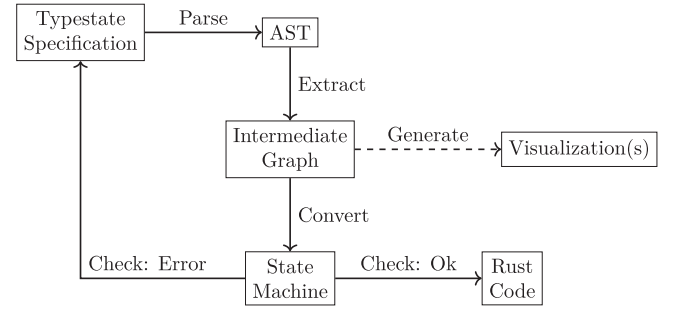 Typestate
Specification
Parse
AST
Extract
Intermediate
Graph
Generate
Visualization(s)
Convert
Check: Error
State
Machine
Check: Ok
Rust
Code